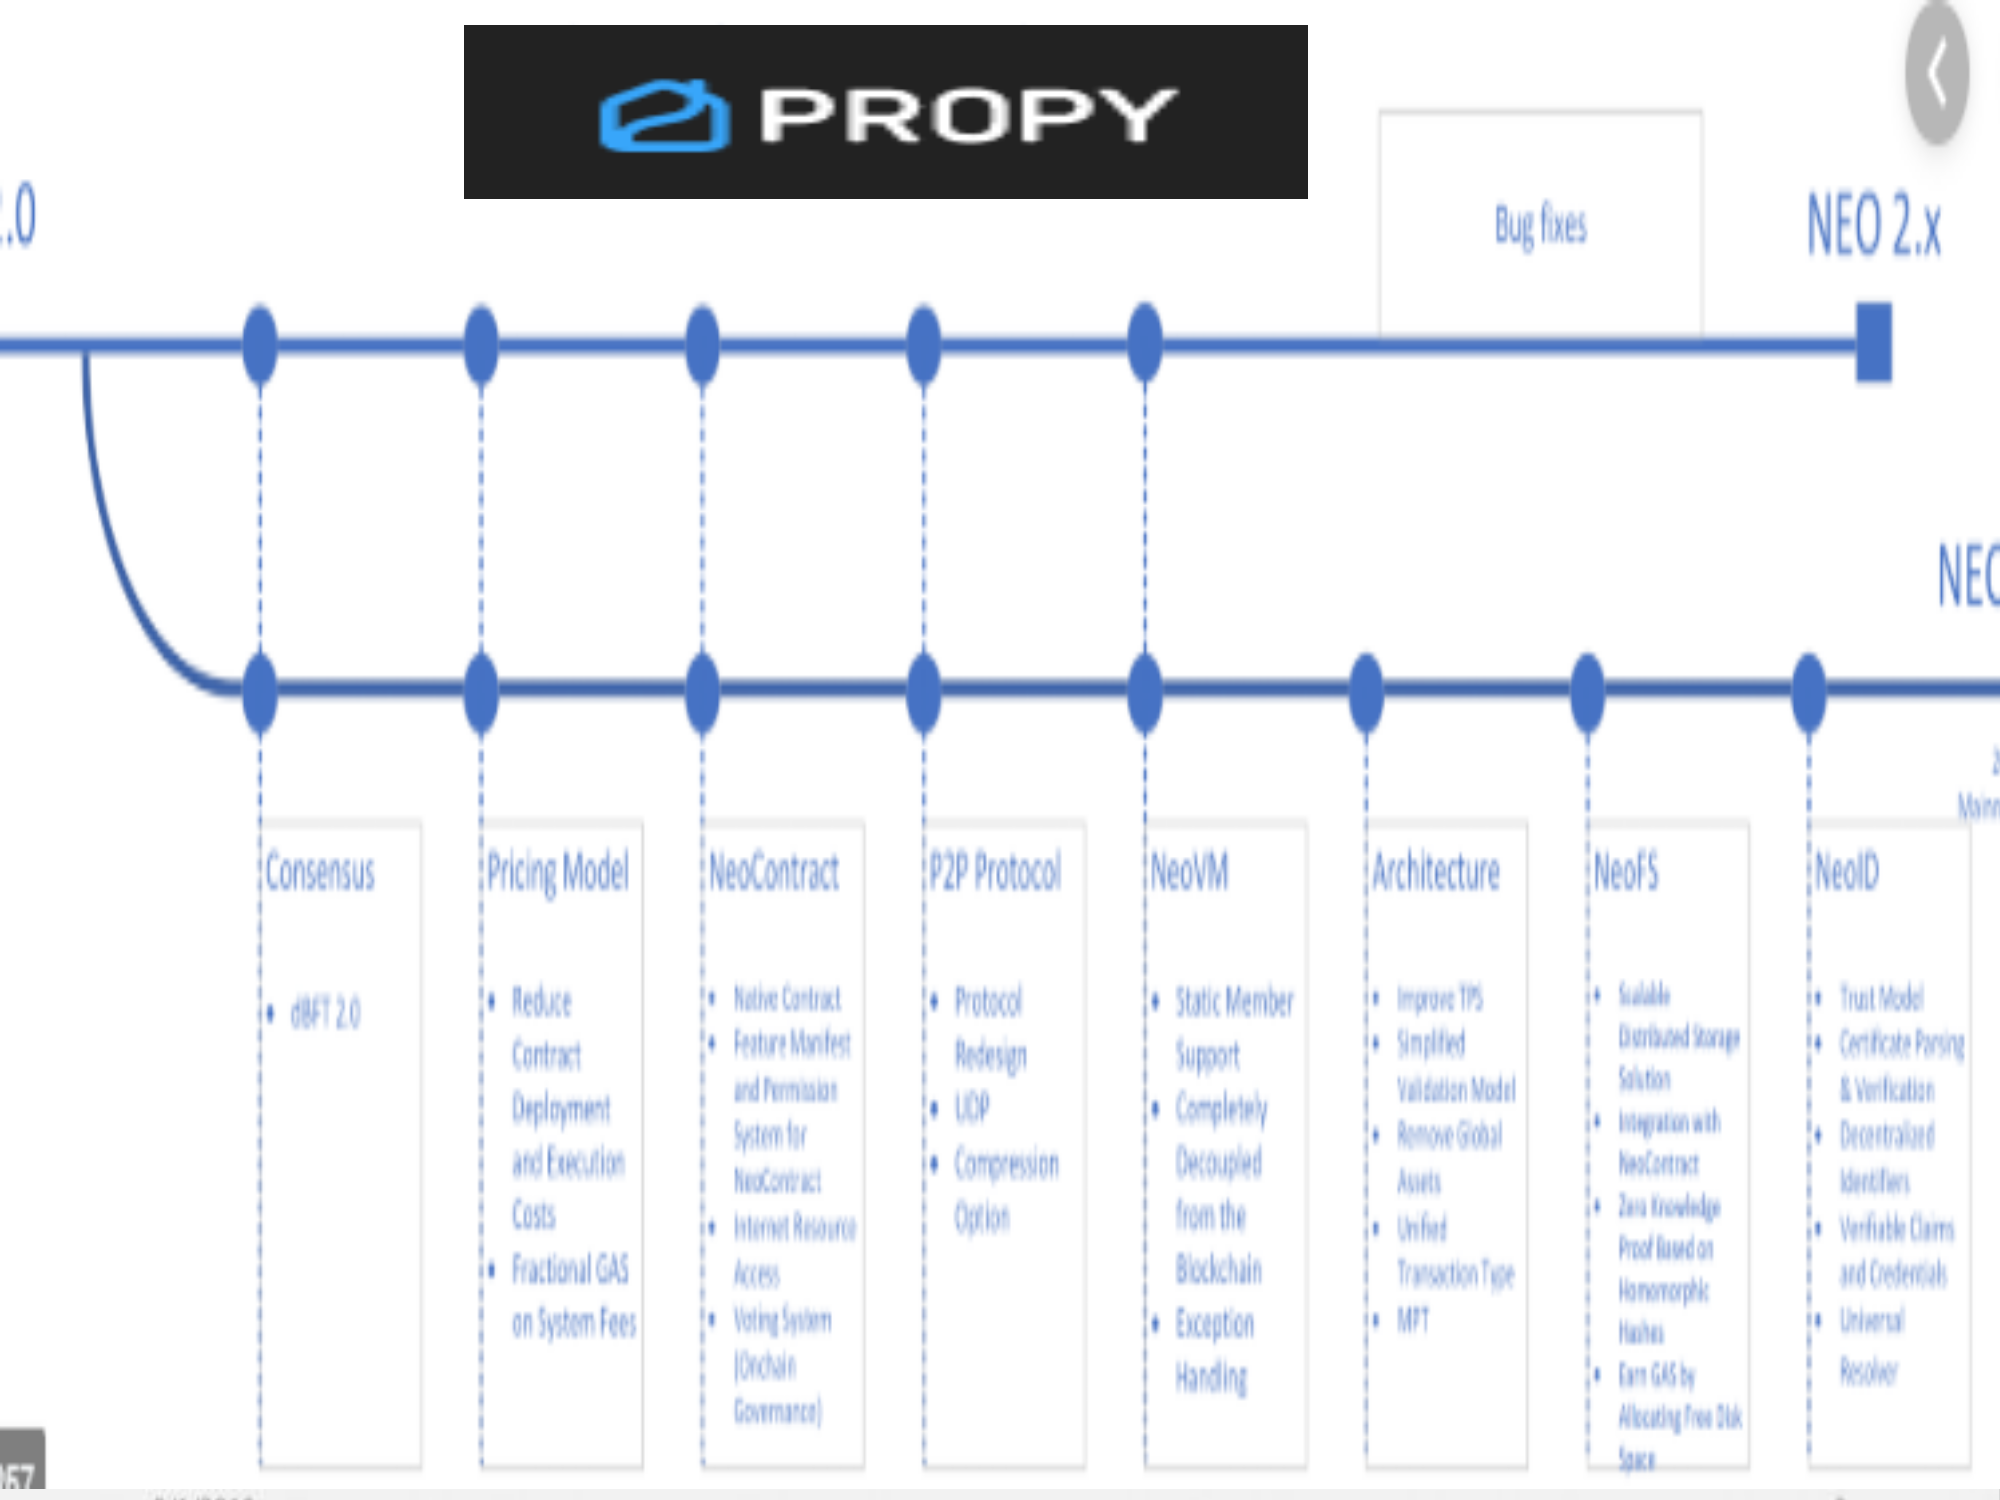 PROPY
.0
Bug fixes
NEO 2.x
NEO
Consensus
dBFT 2.0
Pricing Model
Reduce
Contract
Deployment
and Execution
Costs
Fractional GAS
on System Fees
NeoContract
Native Contract
Feature Manifest
and Permission
System for
NeoContract
Internet Resource
Access
Voting System
(Onchain
Governance)
P2P Protocol
Protocol
Redesign
UDP
Compression
Option
NeoVM
Static Member
Support
Completely
Decoupled
from the
Blockchain
Exception
Handling
Architecture
Improve TPS
Simplified
Validation Model
Remove Global
Assets
Unified
Transaction Type
MPT
NeoFS
Scalable
Distributed Storage
Solution
Integration with
NeoContract
Zero Knowledge
Proof Based on
Homomorphic
Hashes
Earn GAS by
Allocating Free Disk
Space
NeoID
Trust Model
Certificate Parsing
& Verification
Decentralized
Identifiers
Verifiable Claims
and Credentials
Universal
Resolver